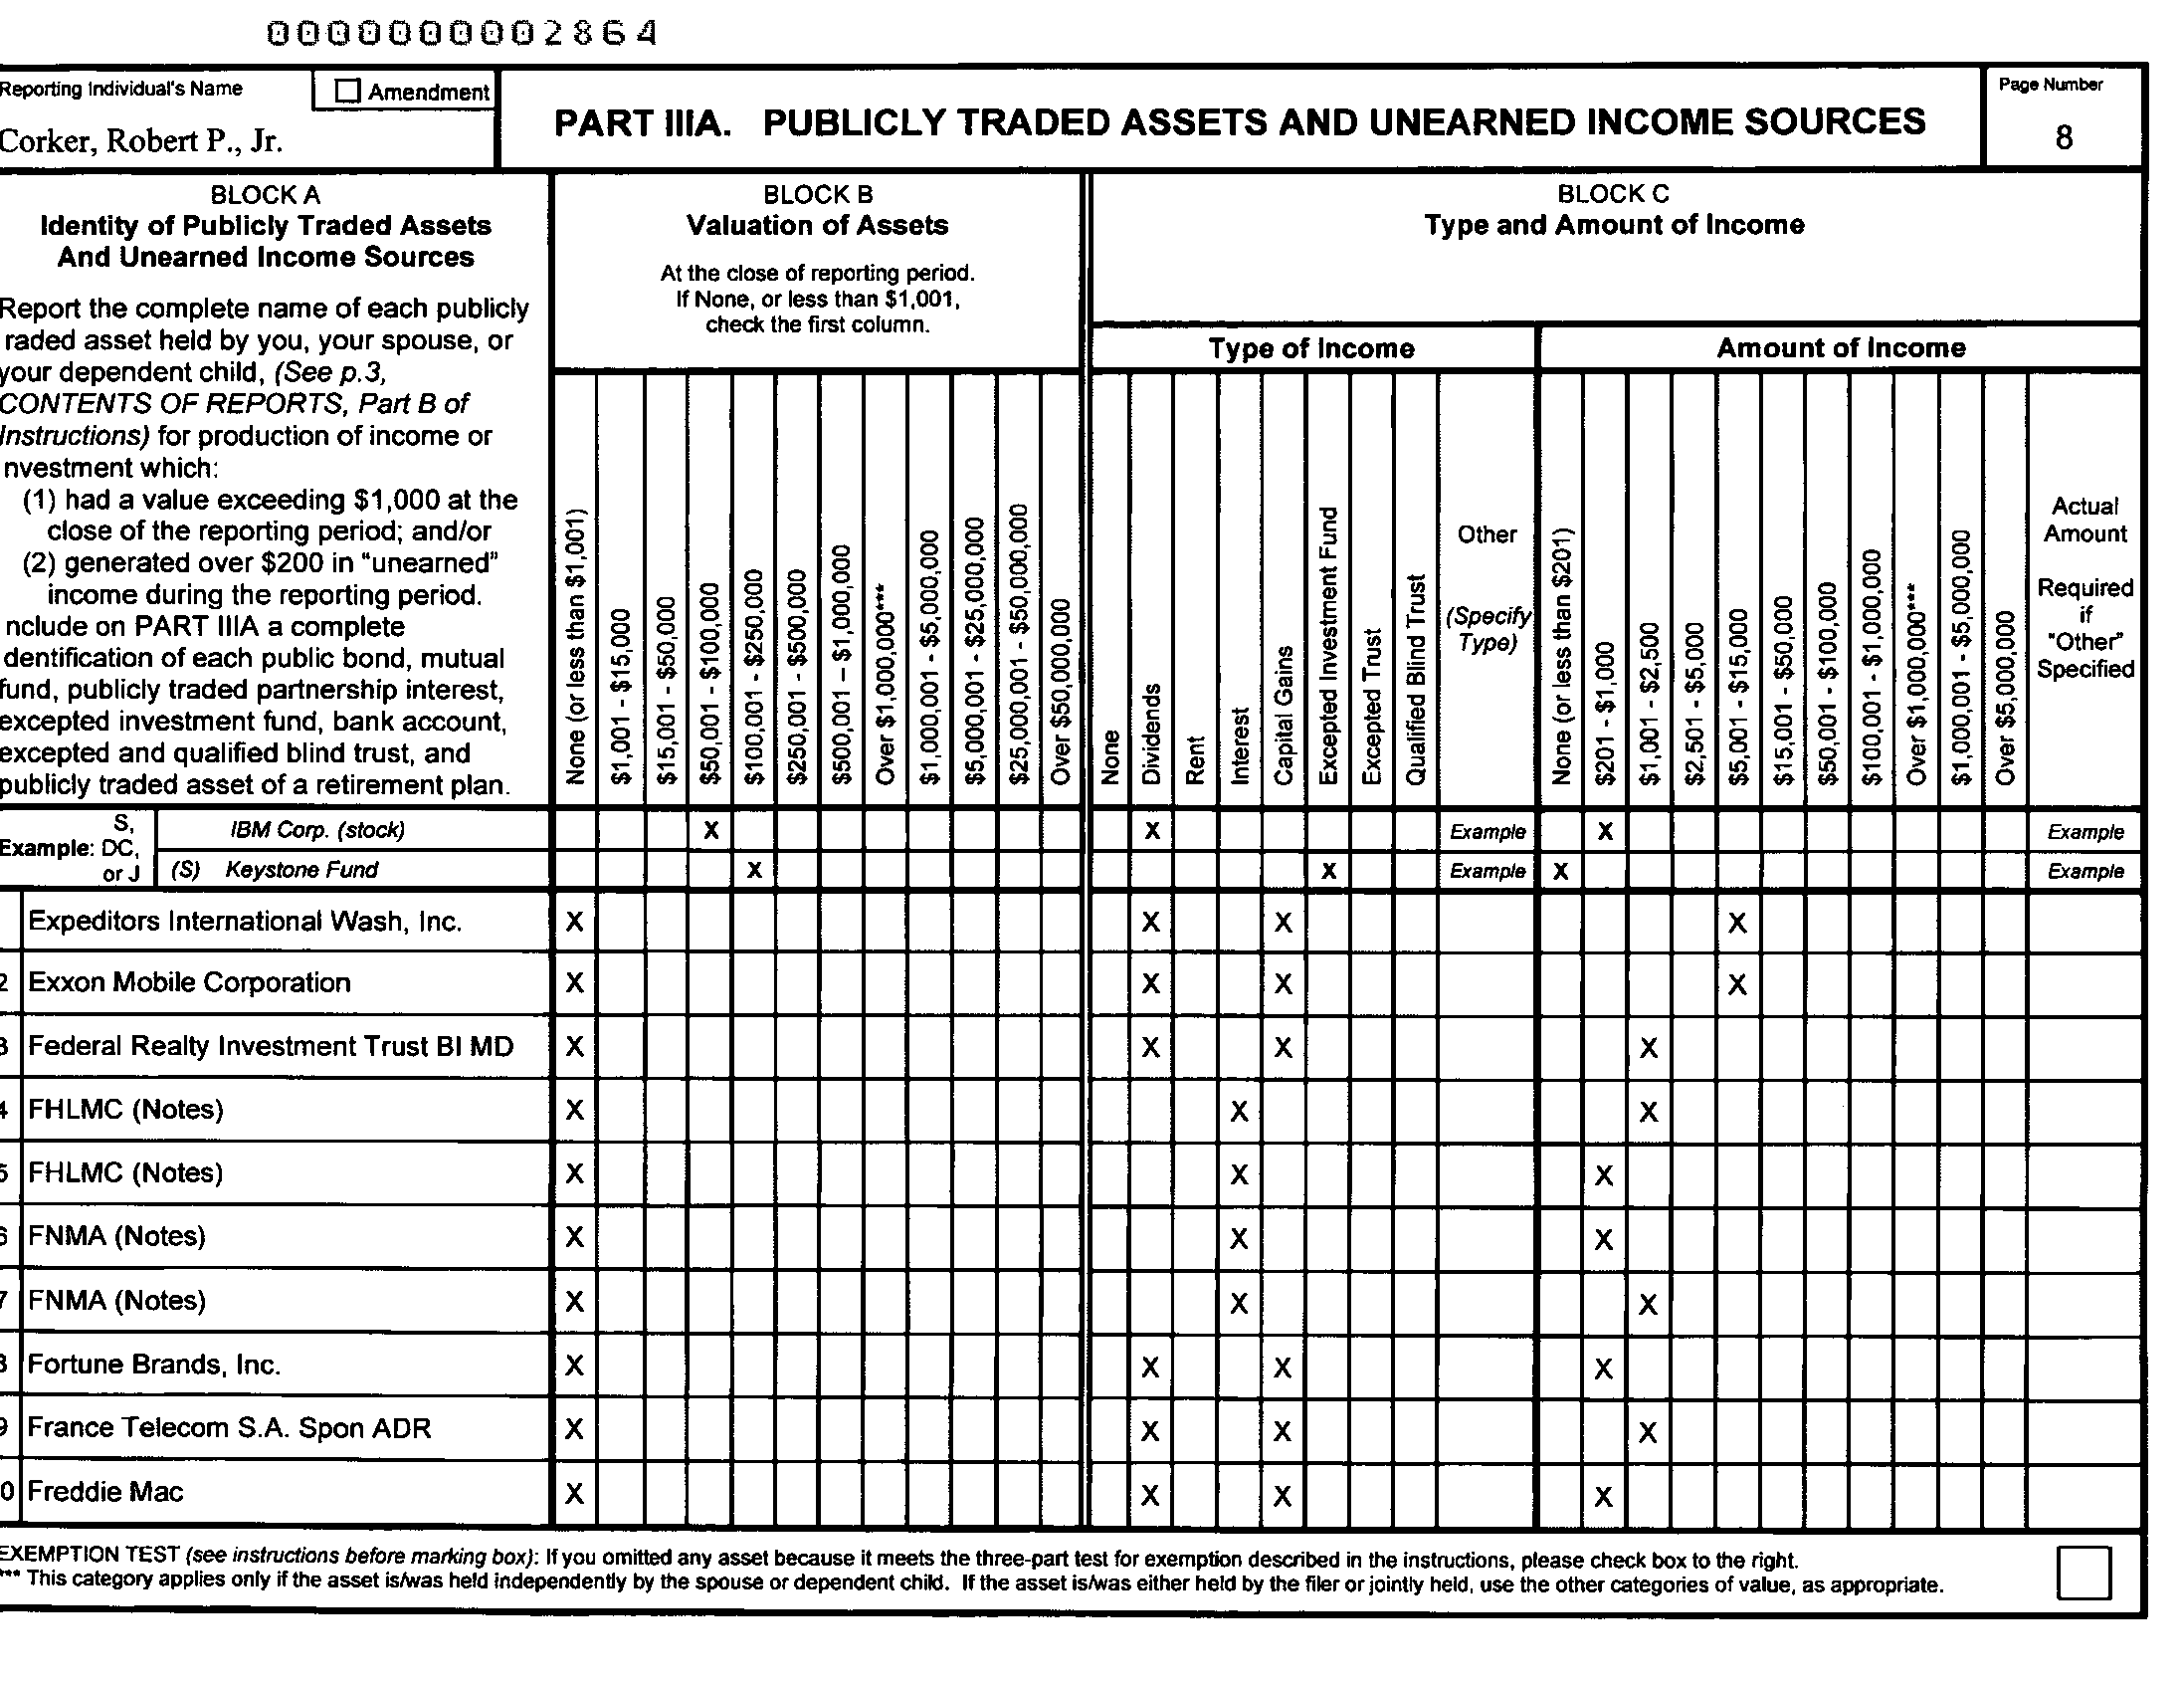 0000000002864
Reporting Individual's Name
Amendment
Corker, Robert P., Jr.
PART IIIA. PUBLICLY TRADED ASSETS AND UNEARNED INCOME SOURCES
Page Number
8
BLOCK A
Identity of Publicly Traded Assets
And Unearned Income Sources
Report the complete name of each publicly
raded asset held by you, your spouse, or
your dependent child, (See p.3,
CONTENTS OF REPORTS, Part B of
Instructions) for production of income or
nvestment which:
(1) had a value exceeding $1,000 at the
close of the reporting period; and/or
(2) generated over $200 in "unearned"
income during the reporting period.
nclude on PART IIIA a complete
dentification of each public bond, mutual
fund, publicly traded partnership interest,
excepted investment fund, bank account,
excepted and qualified blind trust, and
publicly traded asset of a retirement plan.
BLOCK B
Valuation of Assets
At the close of reporting period.
If None, or less than $1,001,
check the first column.
None (or less than $1,001)
$1,001 - $15,000
$15,001 - $50,000
$50,001 - $100,000
$100,001 - $250,000
$250,001 - $500,000
$500,001 – $1,000,000
Over $1,000,000***
$1,000,001 - $5,000,000
$5,000,001 - $25,000,000
$25,000,001 - $50,000,000
Over $50,000,000
BLOCK C
Type and Amount of Income
Type of Income
None
Dividends
Rent
Interest
Capital Gains
Excepted Investment Fund
Excepted Trust
Qualified Blind Trust
Other
(Specify
Type)
Amount of Income
None (or less than $201)
$201 - $1,000
$1,001 - $2,500
$2,501 - $5,000
$5,001 - $15,000
$15,001 - $50,000
$50,001 - $100,000
$100,001 - $1,000,000
Over $1,000,000***
$1,000,001 - $5,000,000
Over $5,000,000
Actual
Amount
Required
if
"Other"
Specified
Example: S, DC, or J
IBM Corp. (stock) X X Example X Example
(S) Keystone Fund X X Example X Example
Expeditors International Wash, Inc. X X X X
2 Exxon Mobile Corporation X X X X
3 Federal Realty Investment Trust BI MD X X X X
4 FHLMC (Notes) X X X
5 FHLMC (Notes) X X X
6 FNMA (Notes) X X X
7 FNMA (Notes) X X X
8 Fortune Brands, Inc. X X X X
9 France Telecom S.A. Spon ADR X X X X
0 Freddie Mac X X X X
EXEMPTION TEST (see instructions before marking box): If you omitted any asset because it meets the three-part test for exemption described in the instructions, please check box to the right.
*** This category applies only if the asset is/was held independently by the spouse or dependent child. If the asset is/was either held by the filer or jointly held, use the other categories of value, as appropriate.